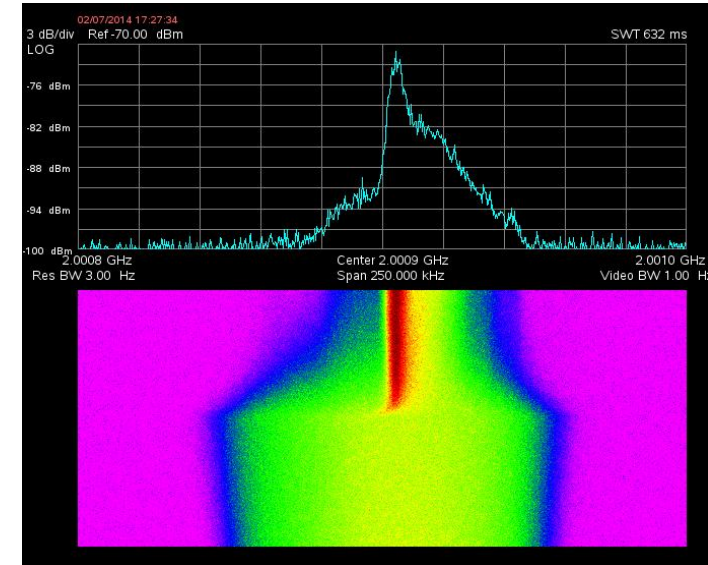 02/07/2014 17:27:34
3 dB/div Ref -70.00 dBm SWT 632 ms
LOG
-76 dBm
-82 dBm
-88 dBm
-94 dBm
-100 dBm
2.0008 GHz Center 2.0009 GHz 2.0010 GHz
Res BW 3.00 Hz Span 250.000 kHz Video BW 1.00 Hz